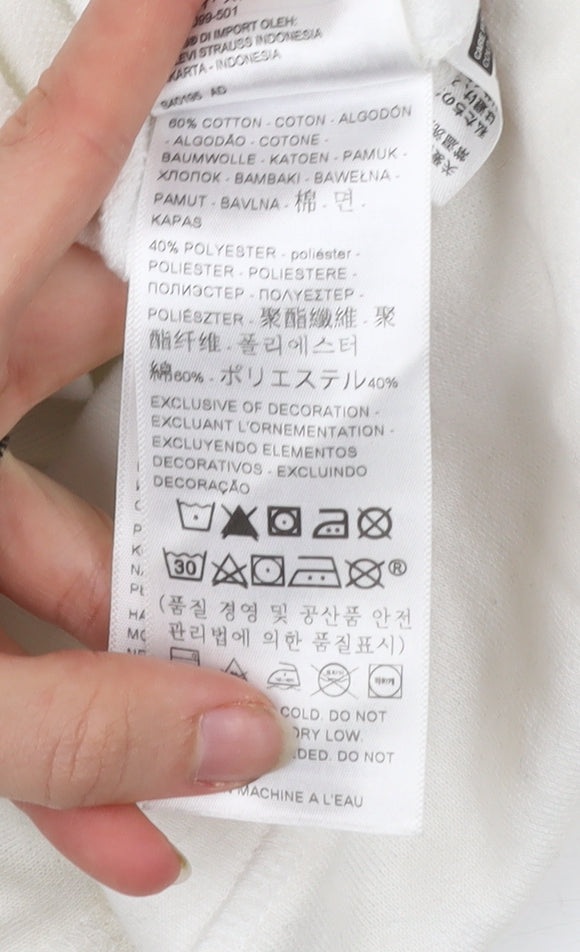 099-501
DI IMPORT OLEH:
LEVI STRAUSS INDONESIA
JAKARTA - INDONESIA
AD
60% COTTON - COTON - ALGODÓN
- ALGODÃO - COTONE -
BAUMWOLLE - KATOEN - PAMUK -
ХЛОПОК - BAMBAKI - BAWEŁNA -
PAMUT - BAVLNA - 棉 - 면 -
KAPAS
40% POLYESTER - poliéster -
POLIESTER - POLIESTERE -
ПОЛИЭСТЕР - ΠΟΛΥΕΣΤΕΡ -
POLIÉSZTER - 聚酯纖維 - 聚
酯纤维 - 폴리에스터
綿60% - ポリエステル40%
EXCLUSIVE OF DECORATION -
EXCLUANT L'ORNEMENTATION -
EXCLUYENDO ELEMENTOS
DECORATIVOS - EXCLUINDO
DECORAÇÃO
30 ®
(품질 경영 및 공산품 안전
관리법에 의한 품질표시)
COLD. DO NOT
DRY LOW.
DO NOT
MACHINE A L'EAU